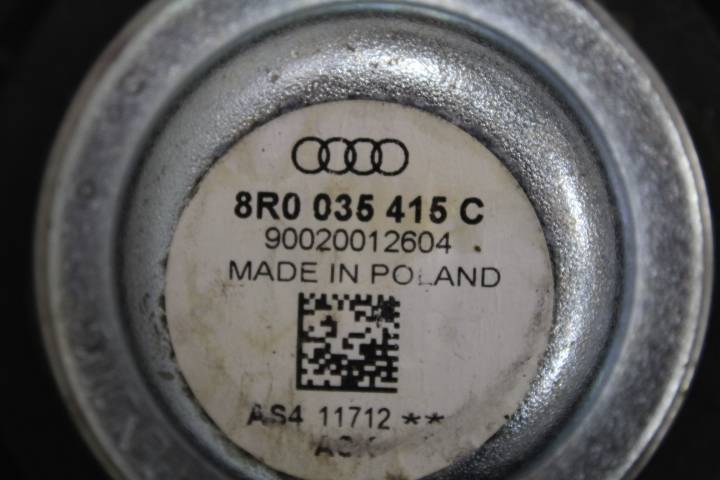 8R0 035 415 C
90020012604
MADE IN POLAND
AS4 11712 **